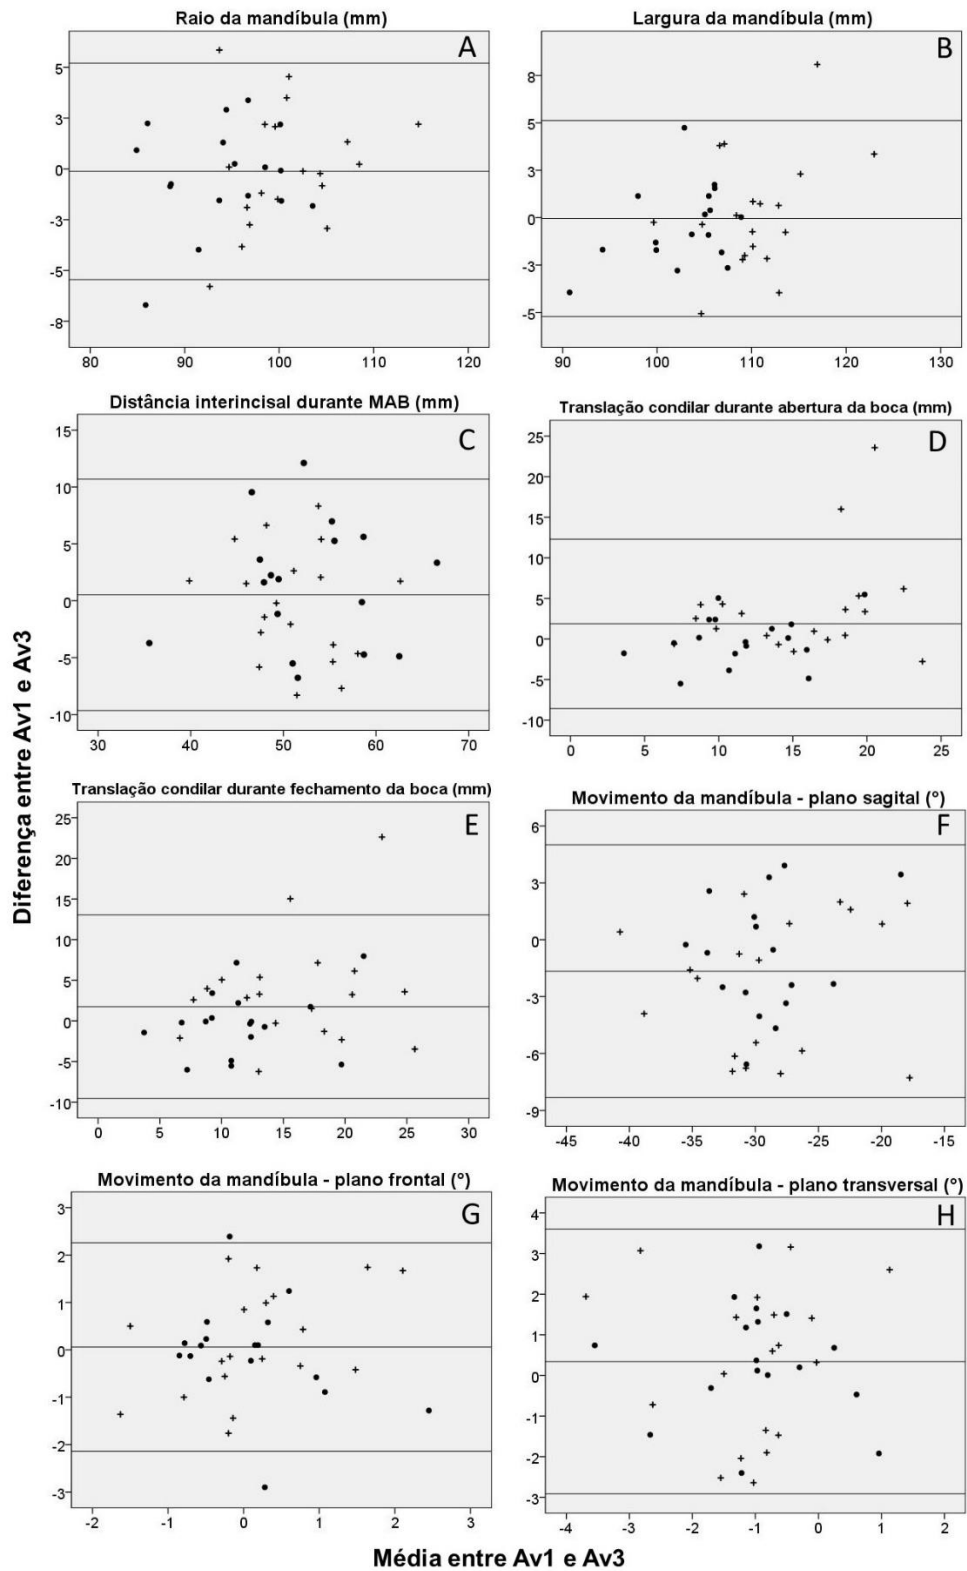 Raio da mandíbula (mm)
A
5
3
0
-3
-5
-8
80 90 100 110 120
Largura da mandíbula (mm)
B
8
5
3
0
-3
-5
90 100 110 120 130
Distância interincisal durante MAB (mm)
C
15
10
5
0
-5
-10
30 40 50 60 70
Translação condilar durante abertura da boca (mm)
D
25
20
15
10
5
0
-5
-10
0 5 10 15 20 25
Diferença entre Av1 e Av3
Translação condilar durante fechamento da boca (mm)
E
25
20
15
10
5
0
-5
-10
0 5 10 15 20 25 30
Movimento da mandíbula - plano sagital (°)
F
6
3
0
-3
-6
-9
-45 -40 -35 -30 -25 -20 -15
Movimento da mandíbula - plano frontal (°)
G
3
2
1
0
-1
-2
-3
-2 -1 0 1 2 3
Movimento da mandíbula - plano transversal (°)
H
4
3
2
1
0
-1
-2
-3
-4 -3 -2 -1 0 1 2
Média entre Av1 e Av3